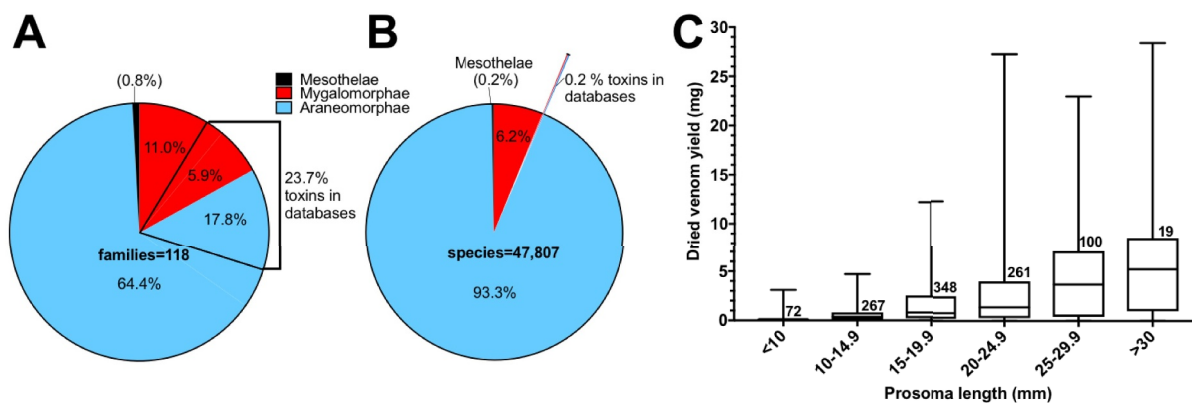 A
(0.8%)
Mesothelae
Mygalomorphae
Araneomorphae
11.0%
5.9%
23.7%
toxins in
databases
17.8%
families=118
64.4%
B
Mesothelae
(0.2%)
0.2 % toxins in
databases
6.2%
species=47,807
93.3%
C
Dried venom yield (mg)
30
25
20
15
10
5
0
72
267
348
261
100
19
<10
10-14.9
15-19.9
20-24.9
25-29.9
>30
Prosoma length (mm)